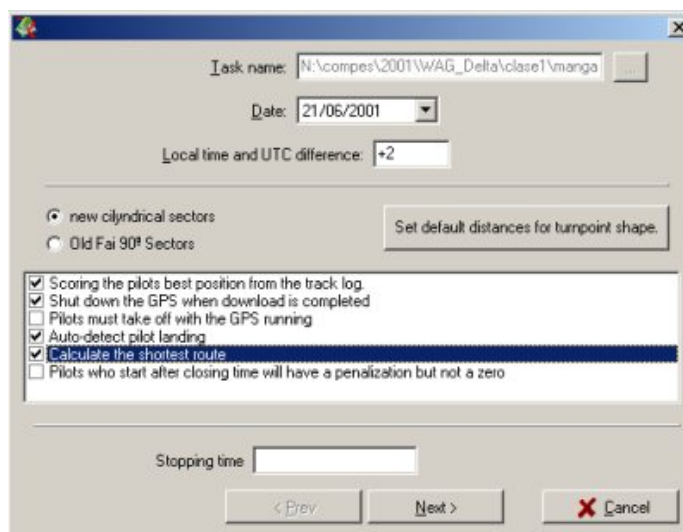 Task name: N:\compes\2001\WAG_Delta\clase1\manga ...
Date: 21/06/2001
Local time and UTC difference: +2
new cilyndrical sectors
Old Fai 90º Sectors
Set default distances for turnpoint shape.
Scoring the pilots best position from the track log.
Shut down the GPS when download is completed
Pilots must take off with the GPS running
Auto-detect pilot landing
Calculate the shortest route
Pilots who start after closing time will have a penalization but not a zero
Stopping time
< Prev
Next >
Cancel